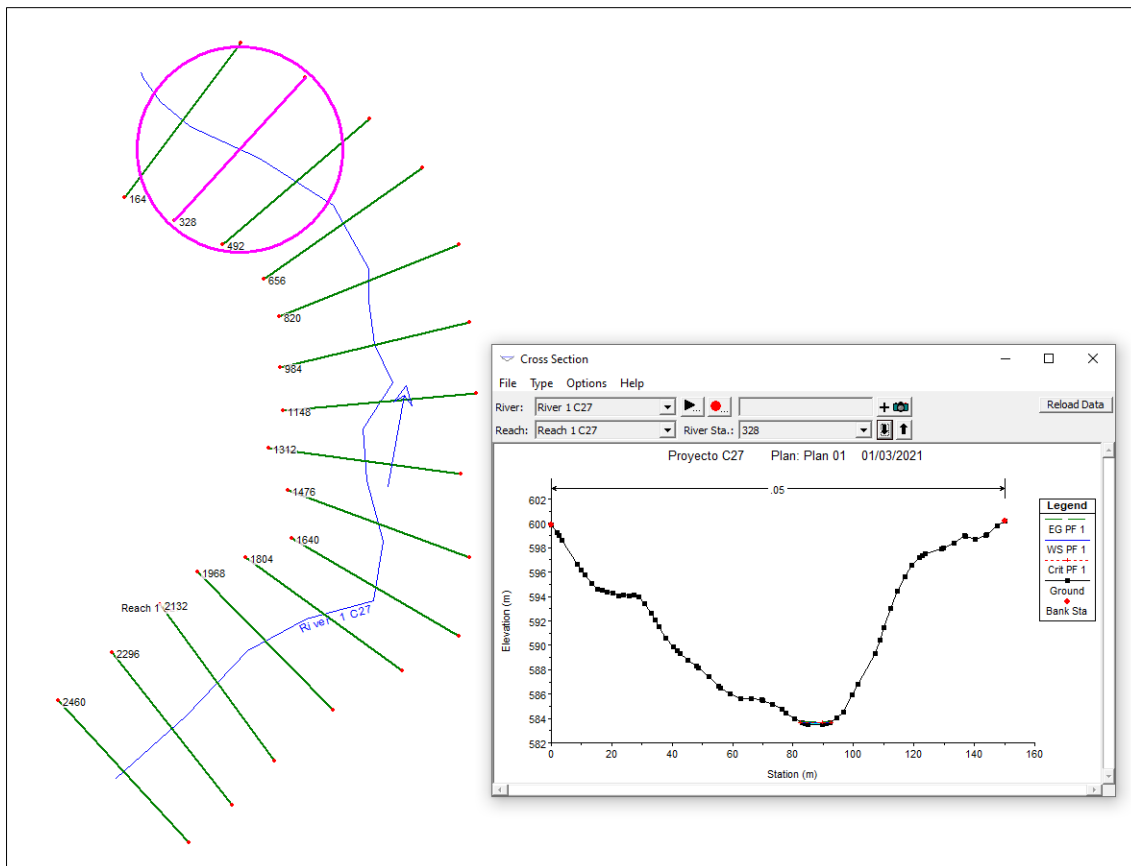 164
328
492
656
820
984
1148
1312
1476
1640
1804
1968
Reach 1
2132
River 1 C27
2296
2460
Cross Section
File Type Options Help
River: River 1 C27
Reload Data
Reach: Reach 1 C27 River Sta.: 328
Proyecto C27 Plan: Plan 01 01/03/2021
.05
602
600
598
596
594
592
590
588
586
584
582
Elevation (m)
0 20 40 60 80 100 120 140 160
Station (m)
Legend
EG PF 1
WS PF 1
Crit PF 1
Ground
Bank Sta